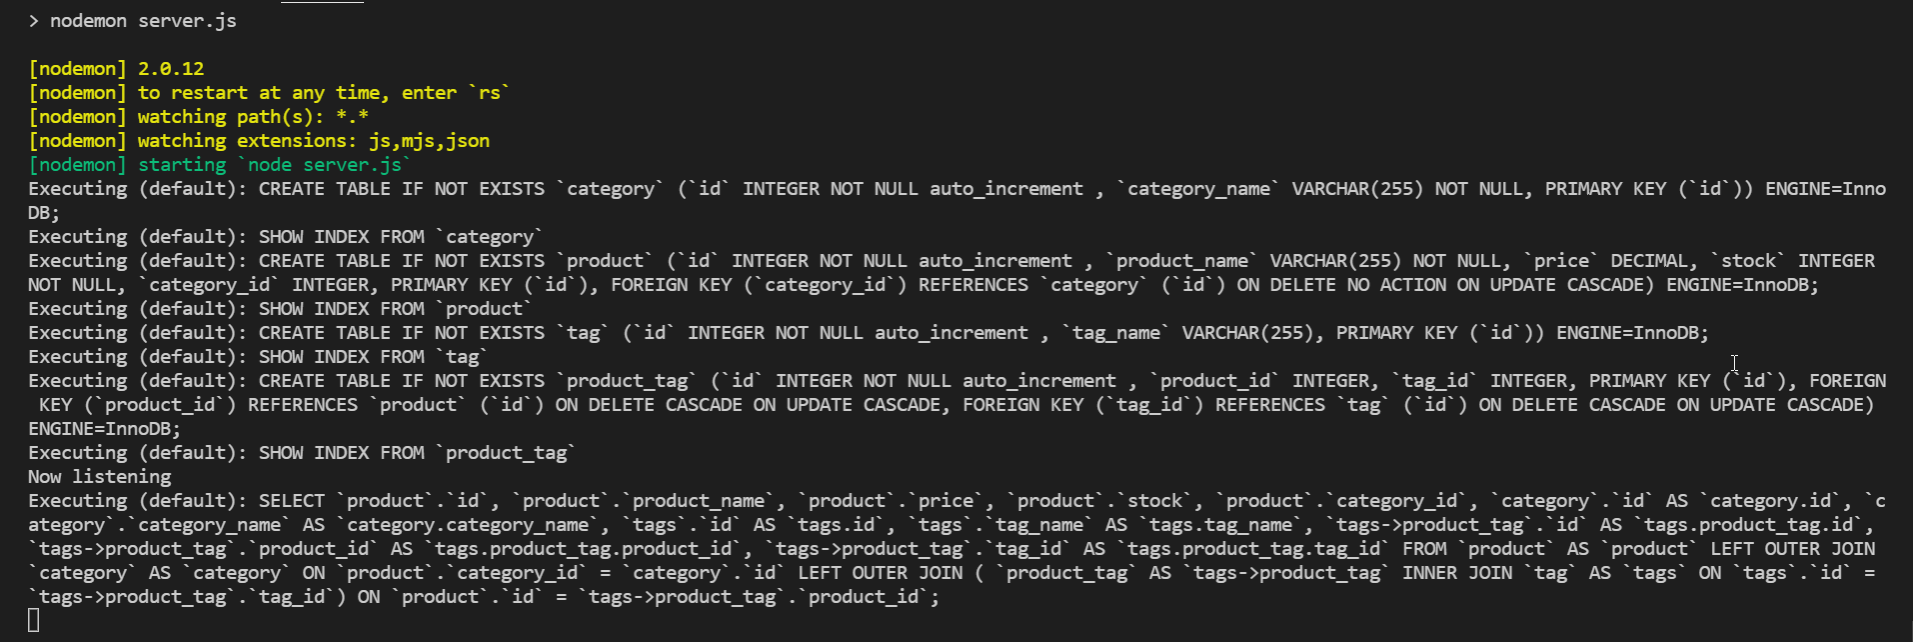 > nodemon server.js
[nodemon] 2.0.12
[nodemon] to restart at any time, enter `rs`
[nodemon] watching path(s): *.*
[nodemon] watching extensions: js,mjs,json
[nodemon] starting `node server.js`
Executing (default): CREATE TABLE IF NOT EXISTS `category` (`id` INTEGER NOT NULL auto_increment , `category_name` VARCHAR(255) NOT NULL, PRIMARY KEY (`id`)) ENGINE=Inno
DB;
Executing (default): SHOW INDEX FROM `category`
Executing (default): CREATE TABLE IF NOT EXISTS `product` (`id` INTEGER NOT NULL auto_increment , `product_name` VARCHAR(255) NOT NULL, `price` DECIMAL, `stock` INTEGER
NOT NULL, `category_id` INTEGER, PRIMARY KEY (`id`), FOREIGN KEY (`category_id`) REFERENCES `category` (`id`) ON DELETE NO ACTION ON UPDATE CASCADE) ENGINE=InnoDB;
Executing (default): SHOW INDEX FROM `product`
Executing (default): CREATE TABLE IF NOT EXISTS `tag` (`id` INTEGER NOT NULL auto_increment , `tag_name` VARCHAR(255), PRIMARY KEY (`id`)) ENGINE=InnoDB;
Executing (default): SHOW INDEX FROM `tag`
Executing (default): CREATE TABLE IF NOT EXISTS `product_tag` (`id` INTEGER NOT NULL auto_increment , `product_id` INTEGER, `tag_id` INTEGER, PRIMARY KEY (`id`), FOREIGN
 KEY (`product_id`) REFERENCES `product` (`id`) ON DELETE CASCADE ON UPDATE CASCADE, FOREIGN KEY (`tag_id`) REFERENCES `tag` (`id`) ON DELETE CASCADE ON UPDATE CASCADE)
ENGINE=InnoDB;
Executing (default): SHOW INDEX FROM `product_tag`
Now listening
Executing (default): SELECT `product`.`id`, `product`.`product_name`, `product`.`price`, `product`.`stock`, `product`.`category_id`, `category`.`id` AS `category.id`, `c
ategory`.`category_name` AS `category.category_name`, `tags`.`id` AS `tags.id`, `tags`.`tag_name` AS `tags.tag_name`, `tags->product_tag`.`id` AS `tags.product_tag.id`,
`tags->product_tag`.`product_id` AS `tags.product_tag.product_id`, `tags->product_tag`.`tag_id` AS `tags.product_tag.tag_id` FROM `product` AS `product` LEFT OUTER JOIN
`category` AS `category` ON `product`.`category_id` = `category`.`id` LEFT OUTER JOIN ( `product_tag` AS `tags->product_tag` INNER JOIN `tag` AS `tags` ON `tags`.`id` =
`tags->product_tag`.`tag_id`) ON `product`.`id` = `tags->product_tag`.`product_id`;